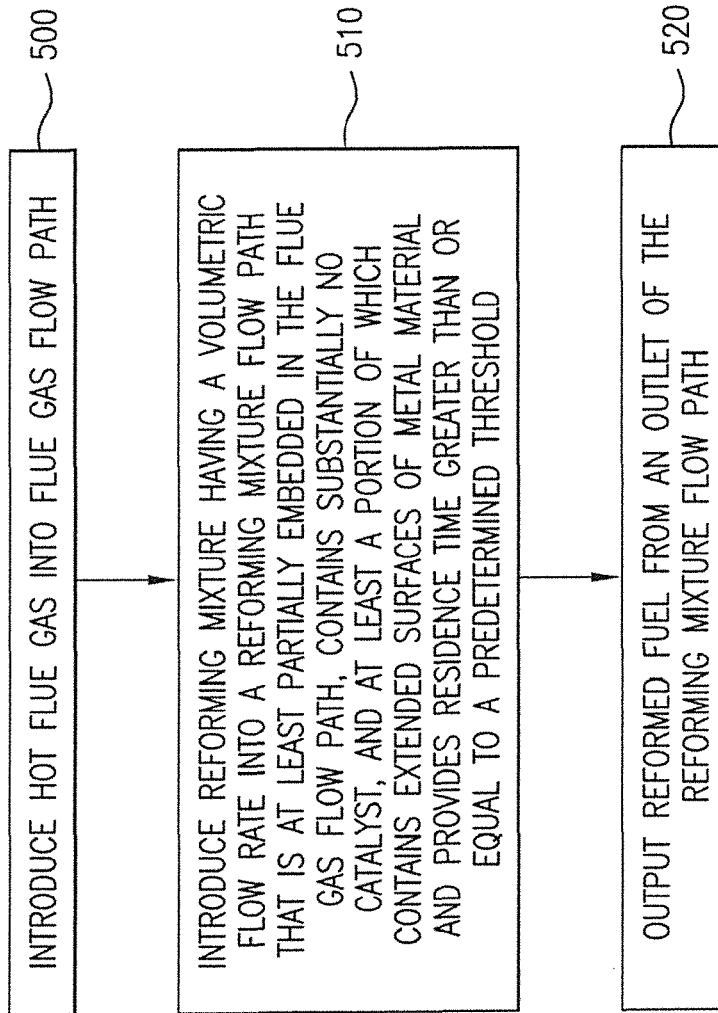 INTRODUCE HOT FLUE GAS INTO FLUE GAS FLOW PATH
500
INTRODUCE REFORMING MIXTURE HAVING A VOLUMETRIC
FLOW RATE INTO A REFORMING MIXTURE FLOW PATH
THAT IS AT LEAST PARTIALLY EMBEDDED IN THE FLUE
GAS FLOW PATH, CONTAINS SUBSTANTIALLY NO
CATALYST, AND AT LEAST A PORTION OF WHICH
CONTAINS EXTENDED SURFACES OF METAL MATERIAL
AND PROVIDES RESIDENCE TIME GREATER THAN OR
EQUAL TO A PREDETERMINED THRESHOLD
510
OUTPUT REFORMED FUEL FROM AN OUTLET OF THE
REFORMING MIXTURE FLOW PATH
520